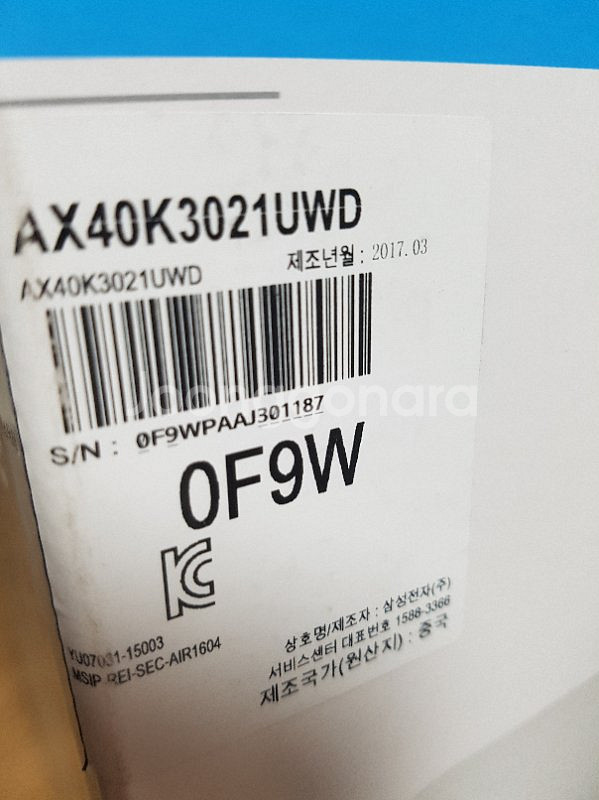 AX40K3021UWD
AX40K3021UWD
제조년월 : 2017.03
Joonggonara
S/N : 0F9WPAAJ301187
0F9W
YU07031-15003
MSIP-REI-SEC-AIR1604
상호명/제조자 : 삼성전자(주)
서비스센터 대표번호 1588-3366
제조국가(원산지) : 중국